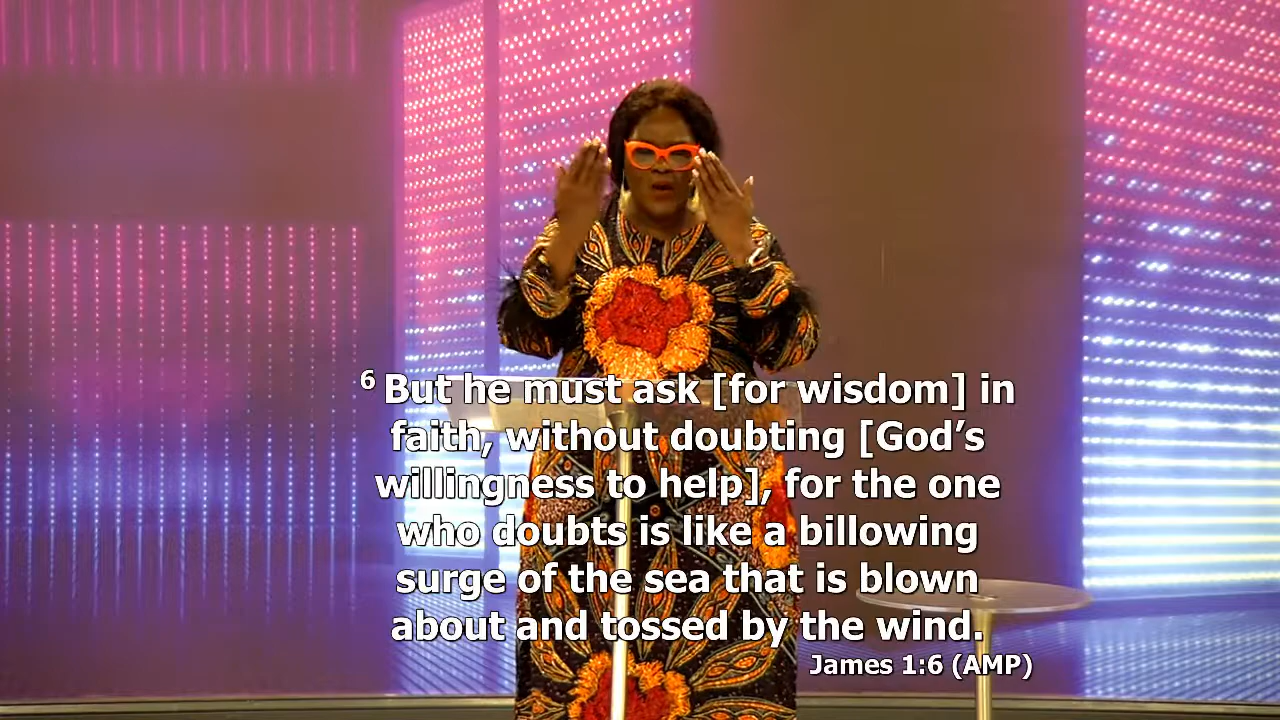 6 But he must ask [for wisdom] in
faith, without doubting [God’s
willingness to help], for the one
who doubts is like a billowing
surge of the sea that is blown
about and tossed by the wind.
James 1:6 (AMP)